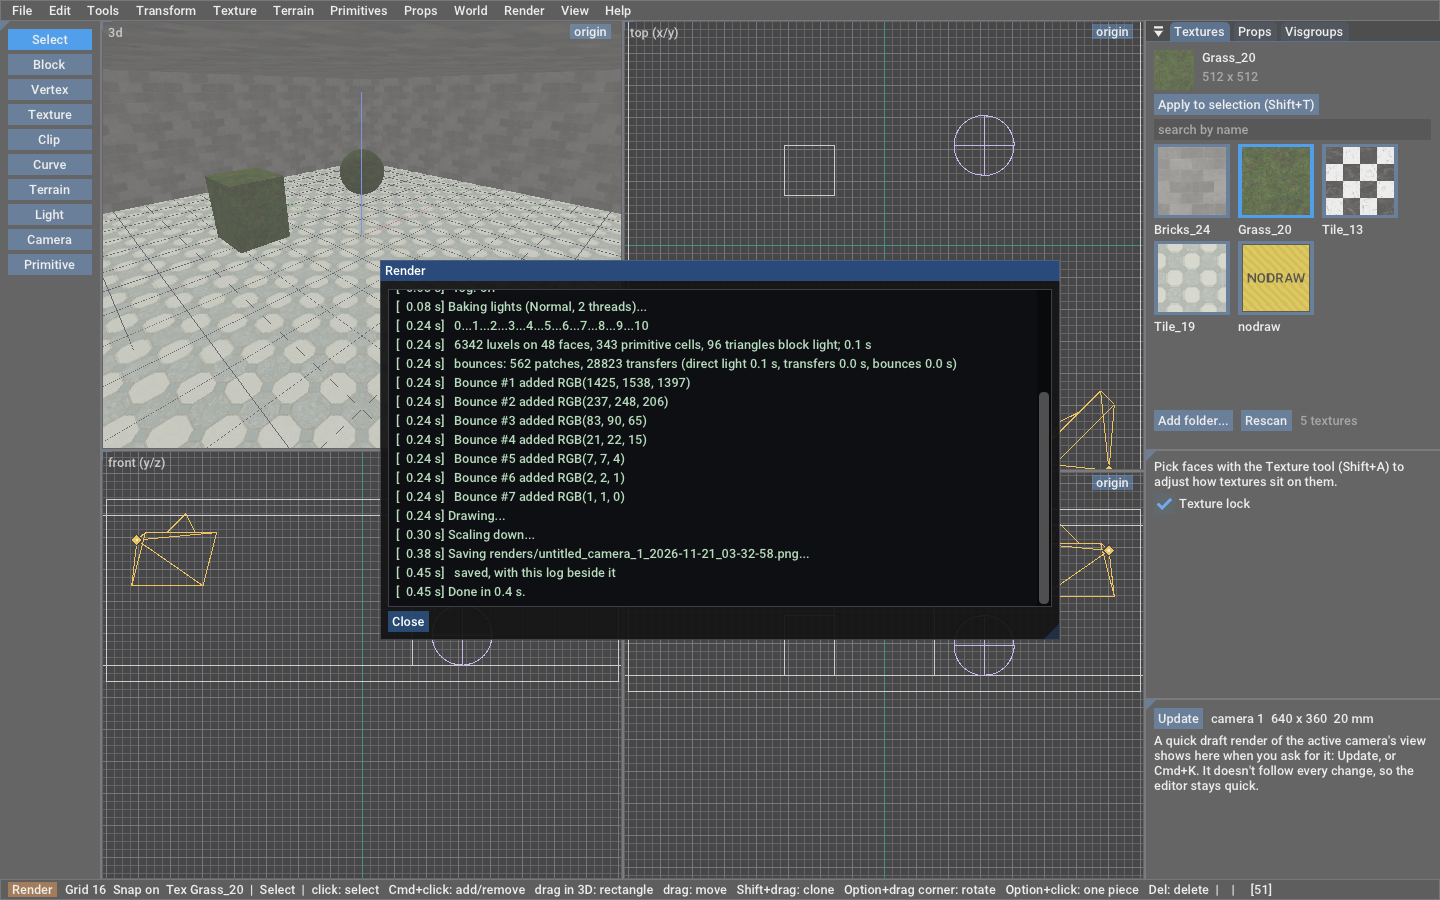 File Edit Tools Transform Texture Terrain Primitives Props World Render View Help
Select
Block
Vertex
Texture
Clip
Curve
Terrain
Light
Camera
Primitive
3d
origin
top (x/y)
origin
front (y/z)
origin
Render
[ 0.08 s] Baking lights (Normal, 2 threads)...
[ 0.24 s] 0...1...2...3...4...5...6...7...8...9...10
[ 0.24 s] 6342 luxels on 48 faces, 343 primitive cells, 96 triangles block light; 0.1 s
[ 0.24 s] bounces: 562 patches, 28823 transfers (direct light 0.1 s, transfers 0.0 s, bounces 0.0 s)
[ 0.24 s] Bounce #1 added RGB(1425, 1538, 1397)
[ 0.24 s] Bounce #2 added RGB(237, 248, 206)
[ 0.24 s] Bounce #3 added RGB(83, 90, 65)
[ 0.24 s] Bounce #4 added RGB(21, 22, 15)
[ 0.24 s] Bounce #5 added RGB(7, 7, 4)
[ 0.24 s] Bounce #6 added RGB(2, 2, 1)
[ 0.24 s] Bounce #7 added RGB(1, 1, 0)
[ 0.24 s] Drawing...
[ 0.30 s] Scaling down...
[ 0.38 s] Saving renders/untitled_camera_1_2026-11-21_03-32-58.png...
[ 0.45 s] saved, with this log beside it
[ 0.45 s] Done in 0.4 s.
Close
Textures Props Visgroups
Grass_20
512 x 512
Apply to selection (Shift+T)
search by name
Bricks_24 Grass_20 Tile_13
NODRAW
Tile_19 nodraw
Add folder... Rescan 5 textures
Pick faces with the Texture tool (Shift+A) to
adjust how textures sit on them.
Texture lock
Update camera 1 640 x 360 20 mm
A quick draft render of the active camera's view
shows here when you ask for it: Update, or
Cmd+K. It doesn't follow every change, so the
editor stays quick.
Render Grid 16 Snap on Tex Grass_20 | Select | click: select Cmd+click: add/remove drag in 3D: rectangle drag: move Shift+drag: clone Option+drag corner: rotate Option+click: one piece Del: delete | | [51]